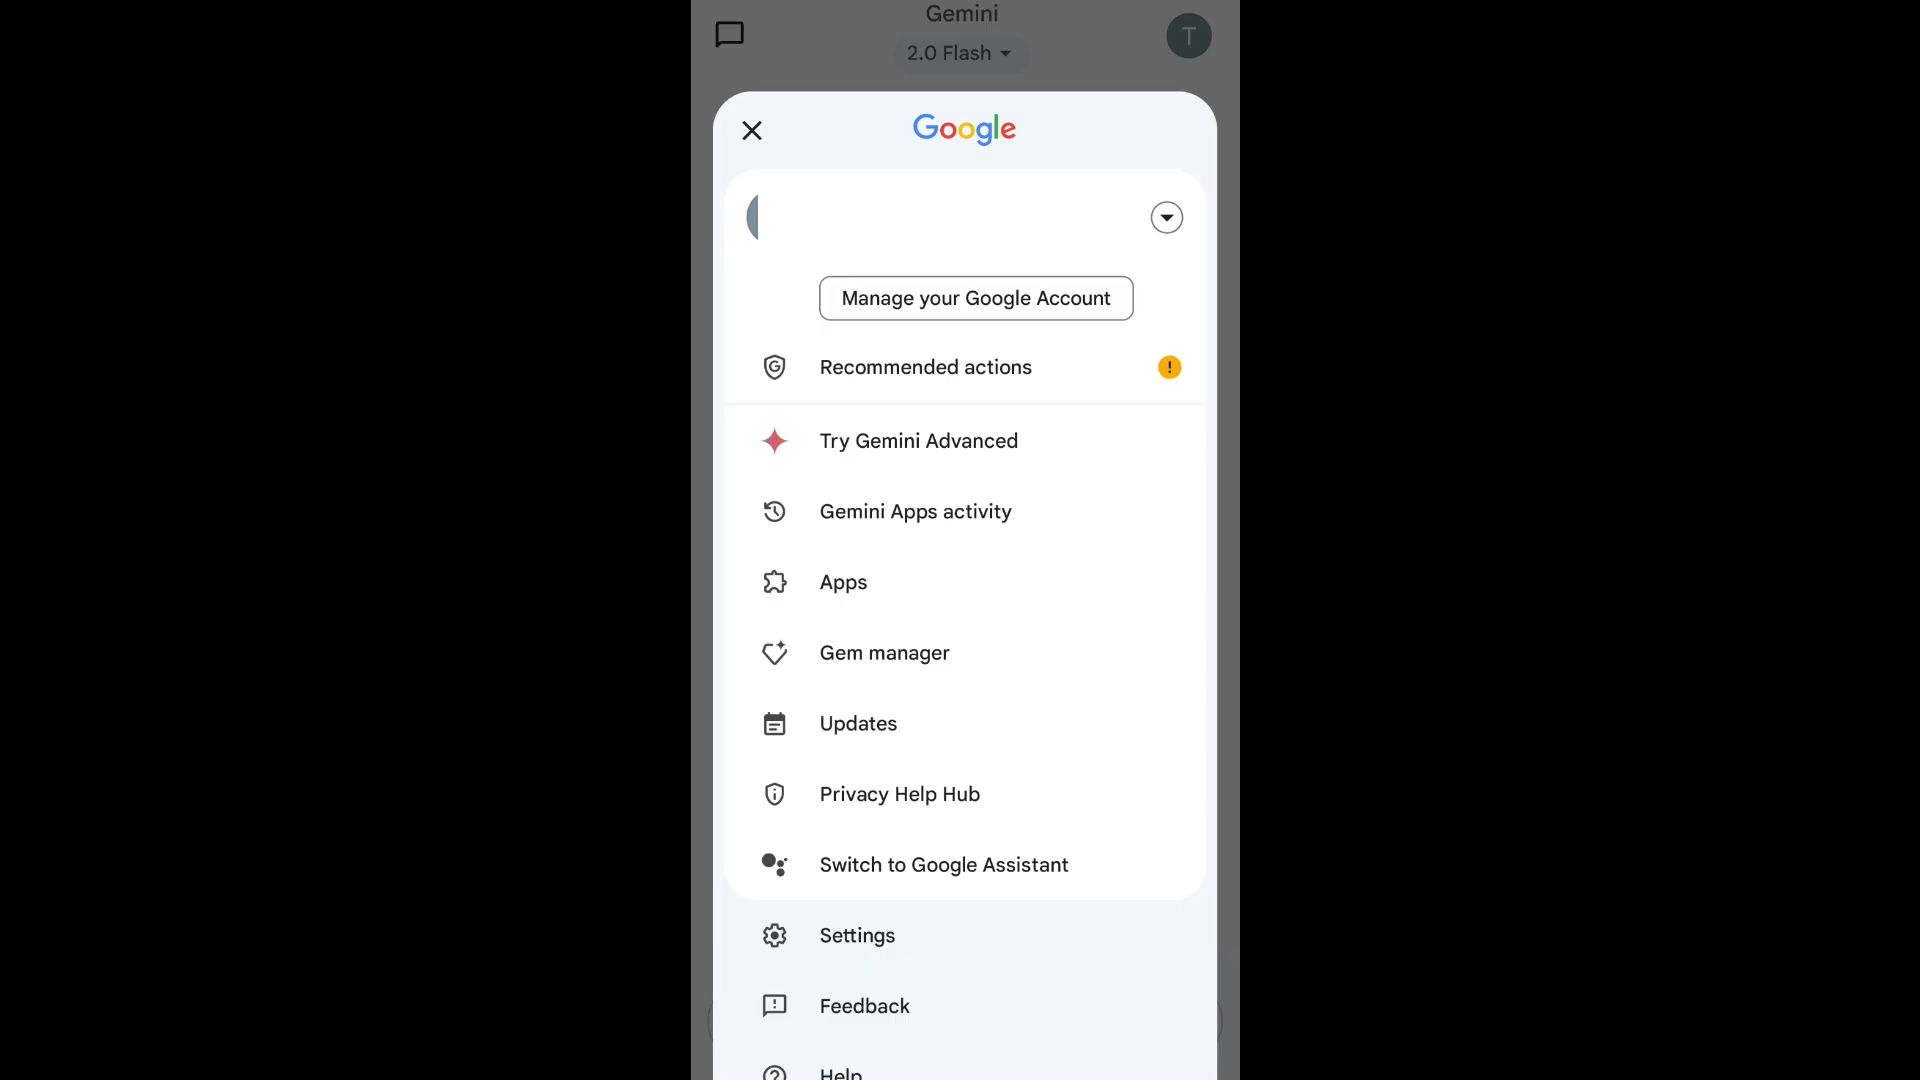 Gemini
2.0 Flash
T
Google
Manage your Google Account
Recommended actions
!
Try Gemini Advanced
Gemini Apps activity
Apps
Gem manager
Updates
Privacy Help Hub
Switch to Google Assistant
Settings
Feedback
Help